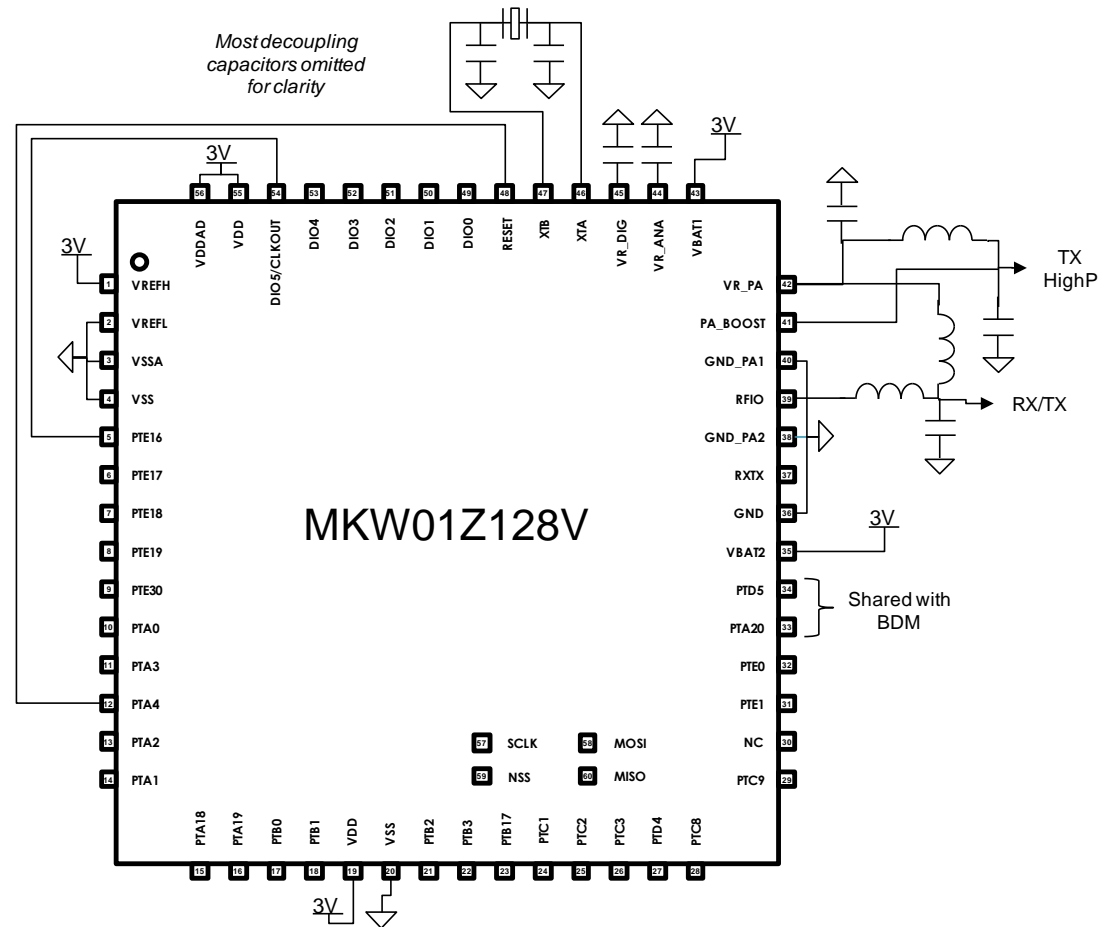 Most decoupling
capacitors omitted
for clarity
3V
3V
3V
56 55 54 53 52 51 50 49 48 47 46 45 44 43
VDDAD
VDD
DIO5/CLKOUT
DIO4
DIO3
DIO2
DIO1
DIO0
RESET
XTB
XTA
VR_DIG
VR_ANA
VBAT1
1 VREFH
2 VREFL
3 VSSA
4 VSS
5 PTE16
6 PTE17
7 PTE18
8 PTE19
9 PTE30
10 PTA0
11 PTA3
12 PTA4
13 PTA2
14 PTA1
MKW01Z128V
VR_PA 42
PA_BOOST 41
GND_PA1 40
RFIO 39
GND_PA2 38
RXTX 37
GND 36
VBAT2 35
PTD5 34
PTA20 33
PTE0 32
PTE1 31
NC 30
PTC9 29
TX
HighP
RX/TX
3V
Shared with
BDM
57 SCLK 58 MOSI
59 NSS 60 MISO
PTA18
PTA19
PTB0
PTB1
VDD
VSS
PTB2
PTB3
PTB17
PTC1
PTC2
PTC3
PTD4
PTC8
15 16 17 18 19 20 21 22 23 24 25 26 27 28
3V